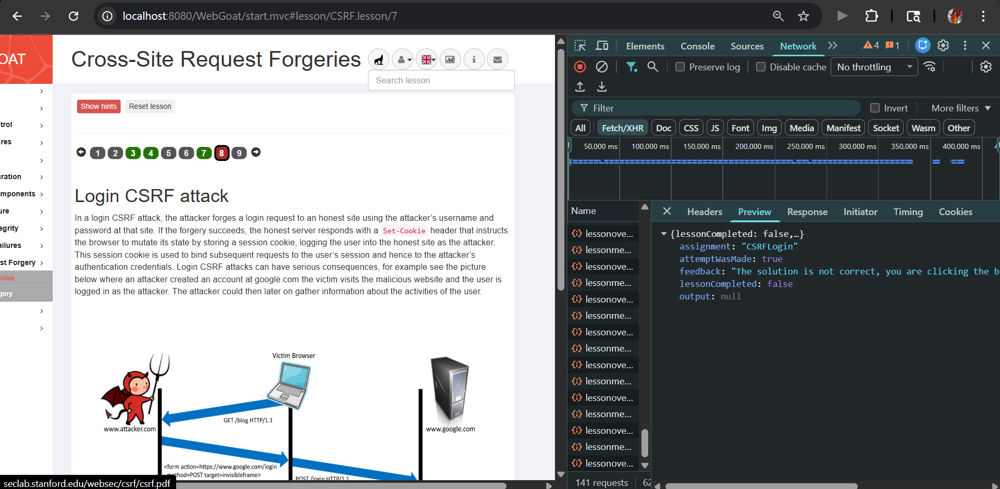 localhost:8080/WebGoat/start.mvc#lesson/CSRF.lesson/7
OAT
Cross-Site Request Forgeries
Search lesson
Show hints
Reset lesson
1 2 3 4 5 6 7 8 9
trol
res
ration
mponents
ure
egrity
ailures
st Forgery
eries
gery
Login CSRF attack
In a login CSRF attack, the attacker forges a login request to an honest site using the attacker’s username and
password at that site. If the forgery succeeds, the honest server responds with a Set-Cookie header that instructs
the browser to mutate its state by storing a session cookie, logging the user into the honest site as the attacker.
This session cookie is used to bind subsequent requests to the user’s session and hence to the attacker’s
authentication credentials. Login CSRF attacks can have serious consequences, for example see the picture
below where an attacker created an account at google.com the victim visits the malicious website and the user is
logged in as the attacker. The attacker could then later on gather information about the activities of the user.
Victim Browser
GET /blog HTTP/1.1
www.attacker.com
www.google.com
<form action=https://www.google.com/login
method=POST target=invisibleframe>
POST /login HTTP/1.1
seclab.stanford.edu/websec/csrf/csrf.pdf
Elements Console Sources Network 4 1
Preserve log Disable cache No throttling
Filter Invert More filters
All Fetch/XHR Doc CSS JS Font Img Media Manifest Socket Wasm Other
50,000 ms 100,000 ms 150,000 ms 200,000 ms 250,000 ms 300,000 ms 350,000 ms 400,000 ms 4
Name
lessonove...
lessonme...
lessonove...
lessonme...
lessonove...
lessonme...
lessonove...
lessonme...
lessonove...
lessonme...
lessonove...
lessonme...
lessonove...
lessonme...
lessonove...
141 requests 62
Headers Preview Response Initiator Timing Cookies
{lessonCompleted: false,…}
assignment: "CSRFLogin"
attemptWasMade: true
feedback: "The solution is not correct, you are clicking the b
lessonCompleted: false
output: null